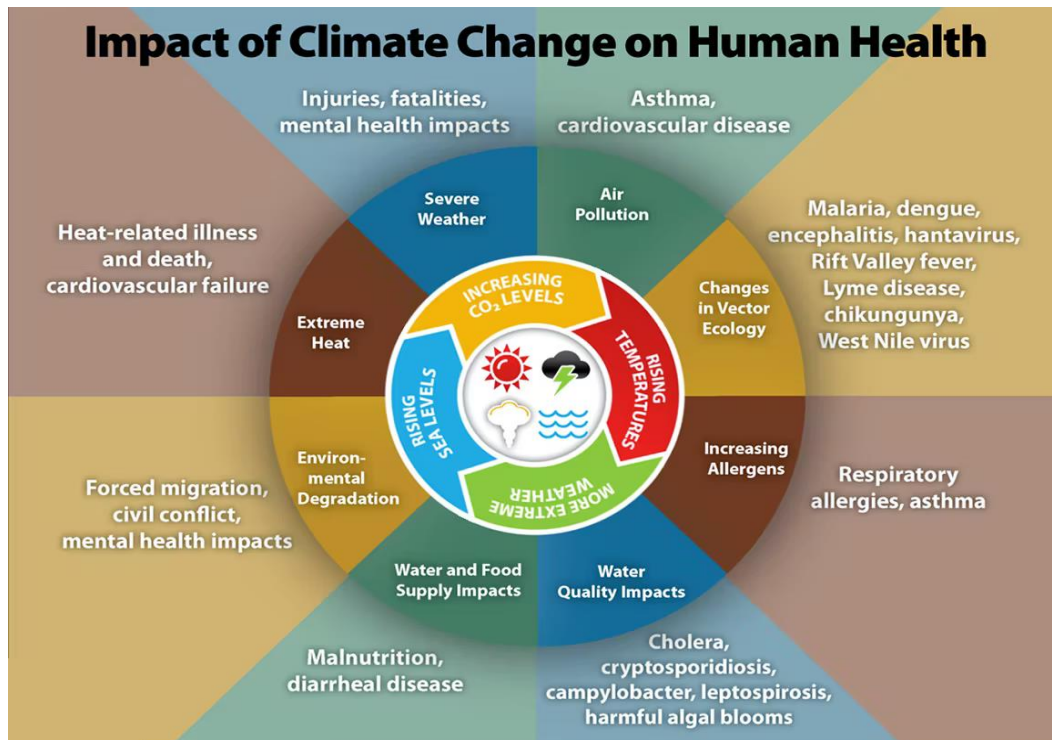 Impact of Climate Change on Human Health
Injuries, fatalities,
mental health impacts
Asthma,
cardiovascular disease
Severe
Weather
Air
Pollution
Heat-related illness
and death,
cardiovascular failure
Malaria, dengue,
encephalitis, hantavirus,
Rift Valley fever,
Lyme disease,
chikungunya,
West Nile virus
Extreme
Heat
Changes
in Vector
Ecology
INCREASING
CO₂ LEVELS
RISING
TEMPERATURES
MORE EXTREME
WEATHER
RISING
SEA LEVELS
Environ-
mental
Degradation
Increasing
Allergens
Forced migration,
civil conflict,
mental health impacts
Respiratory
allergies, asthma
Water and Food
Supply Impacts
Water
Quality Impacts
Malnutrition,
diarrheal disease
Cholera,
cryptosporidiosis,
campylobacter, leptospirosis,
harmful algal blooms